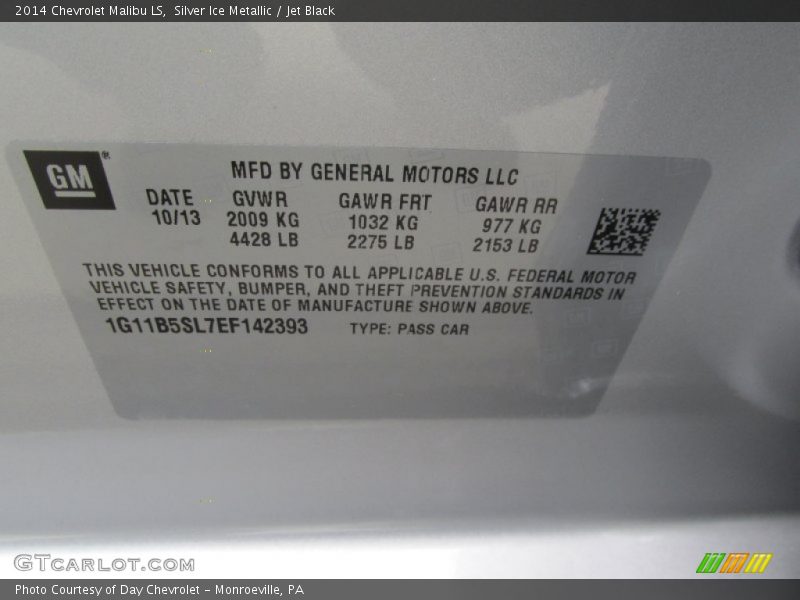 2014 Chevrolet Malibu LS, Silver Ice Metallic / Jet Black
GM®
MFD BY GENERAL MOTORS LLC
DATE GVWR GAWR FRT GAWR RR
10/13 2009 KG 1032 KG 977 KG
4428 LB 2275 LB 2153 LB
THIS VEHICLE CONFORMS TO ALL APPLICABLE U.S. FEDERAL MOTOR
VEHICLE SAFETY, BUMPER, AND THEFT PREVENTION STANDARDS IN
EFFECT ON THE DATE OF MANUFACTURE SHOWN ABOVE.
1G11B5SL7EF142393 TYPE: PASS CAR
GTCARLOT.COM
Photo Courtesy of Day Chevrolet - Monroeville, PA